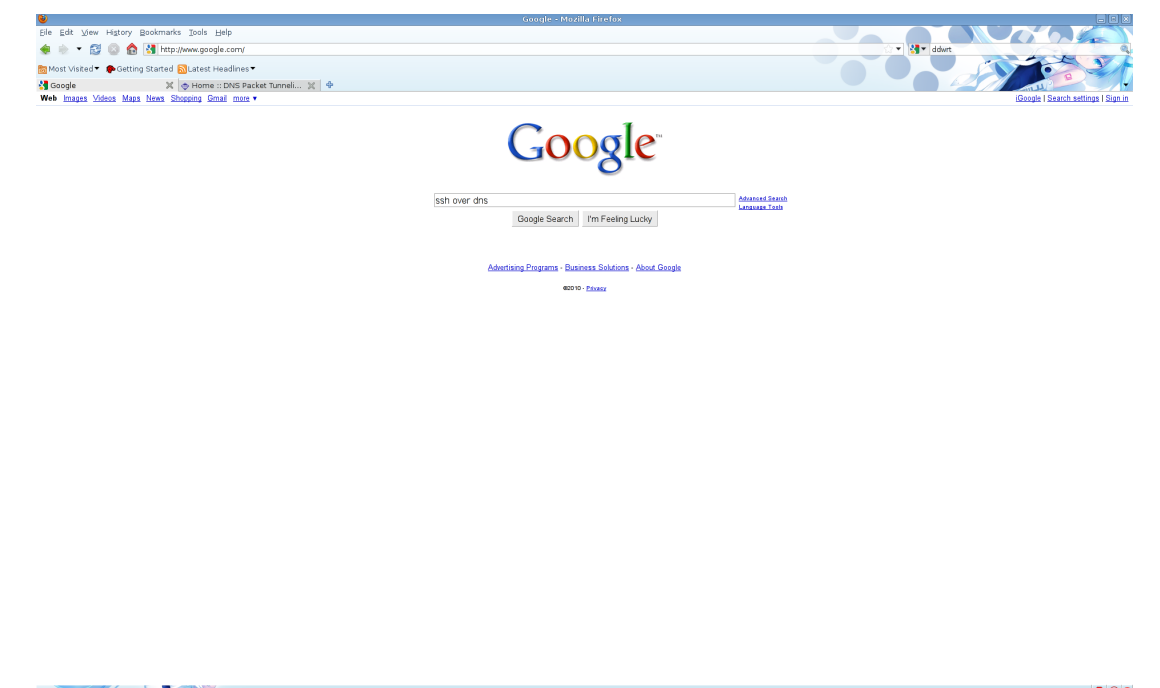 Google - Mozilla Firefox
File Edit View History Bookmarks Tools Help
http://www.google.com/ ddwrt
Most Visited Getting Started Latest Headlines
Google Home :: DNS Packet Tunneli...
Web Images Videos Maps News Shopping Gmail more ▼ iGoogle | Search settings | Sign in
Google™
ssh over dns Advanced Search
Language Tools
Google Search I'm Feeling Lucky
Advertising Programs - Business Solutions - About Google
©2010 - Privacy